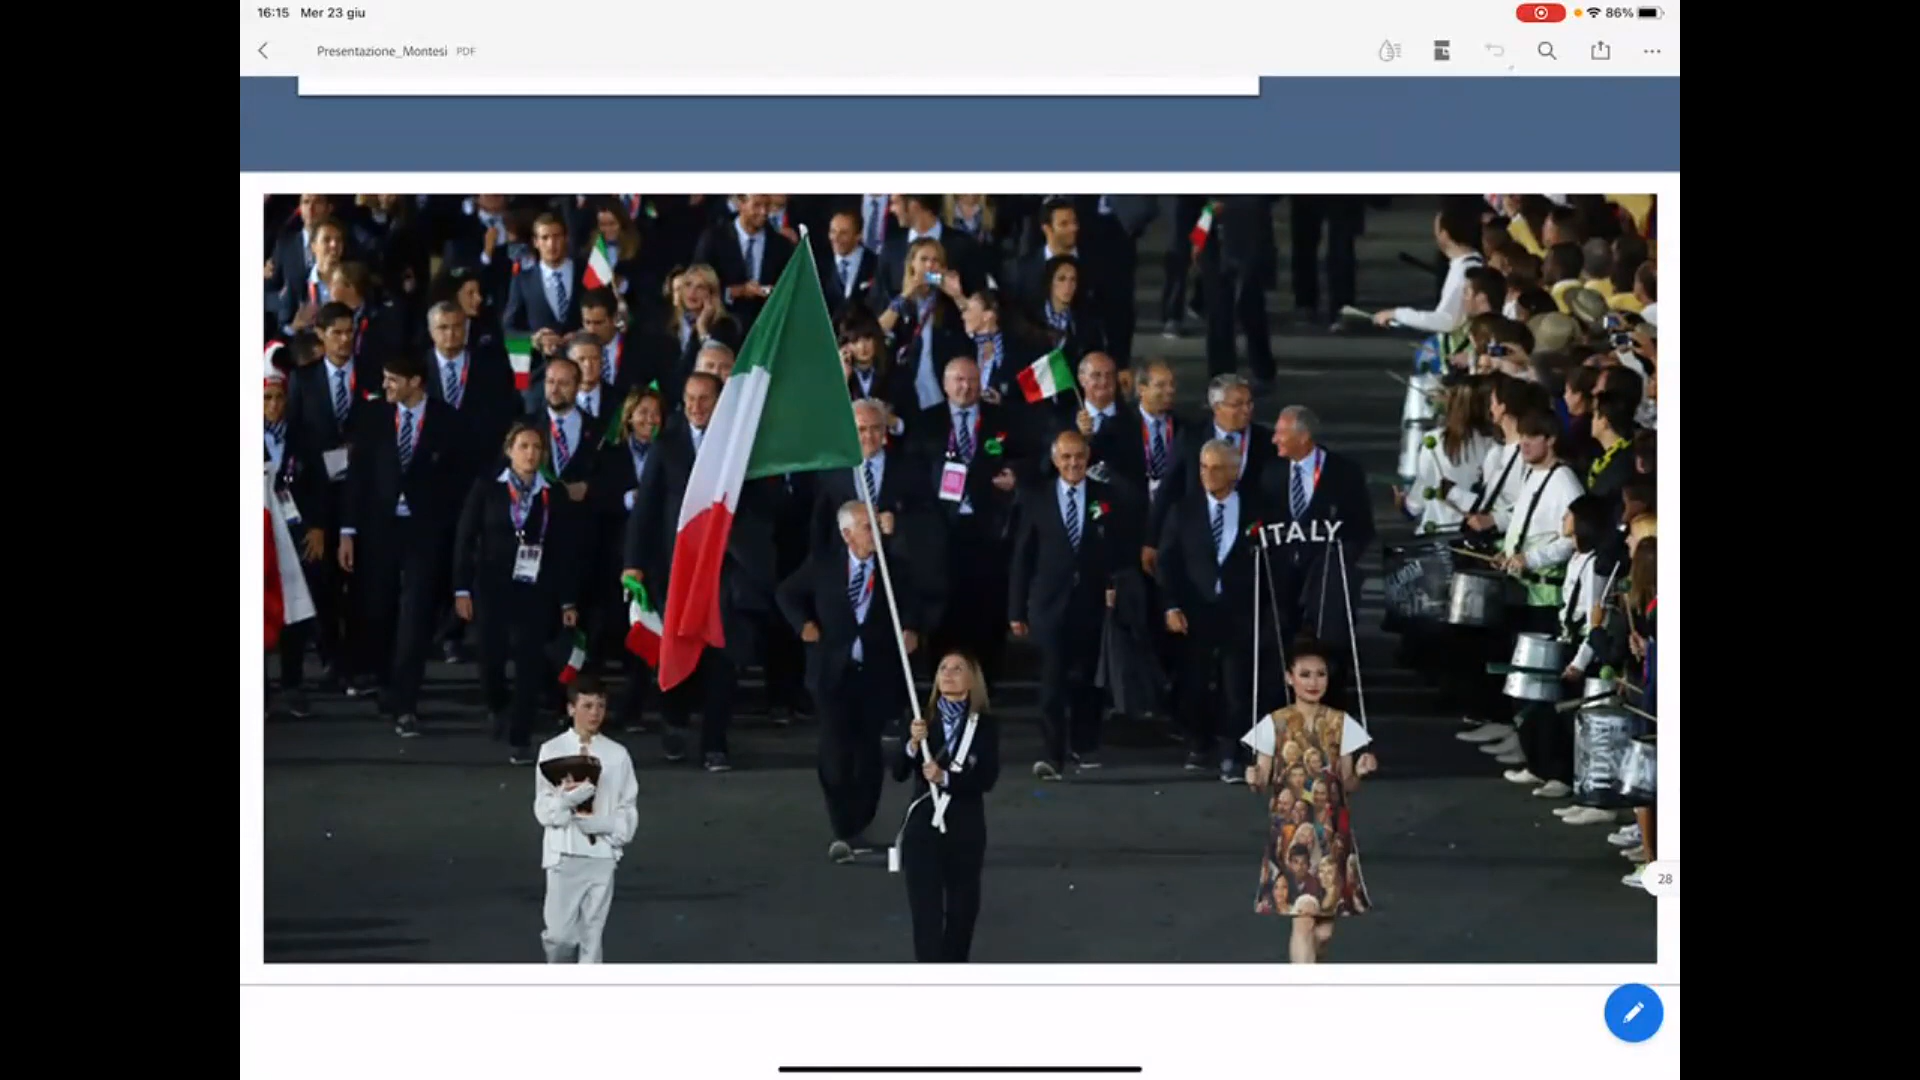 16:15 Mer 23 giu
86%
Presentazione_Montesi PDF
ITALY
28